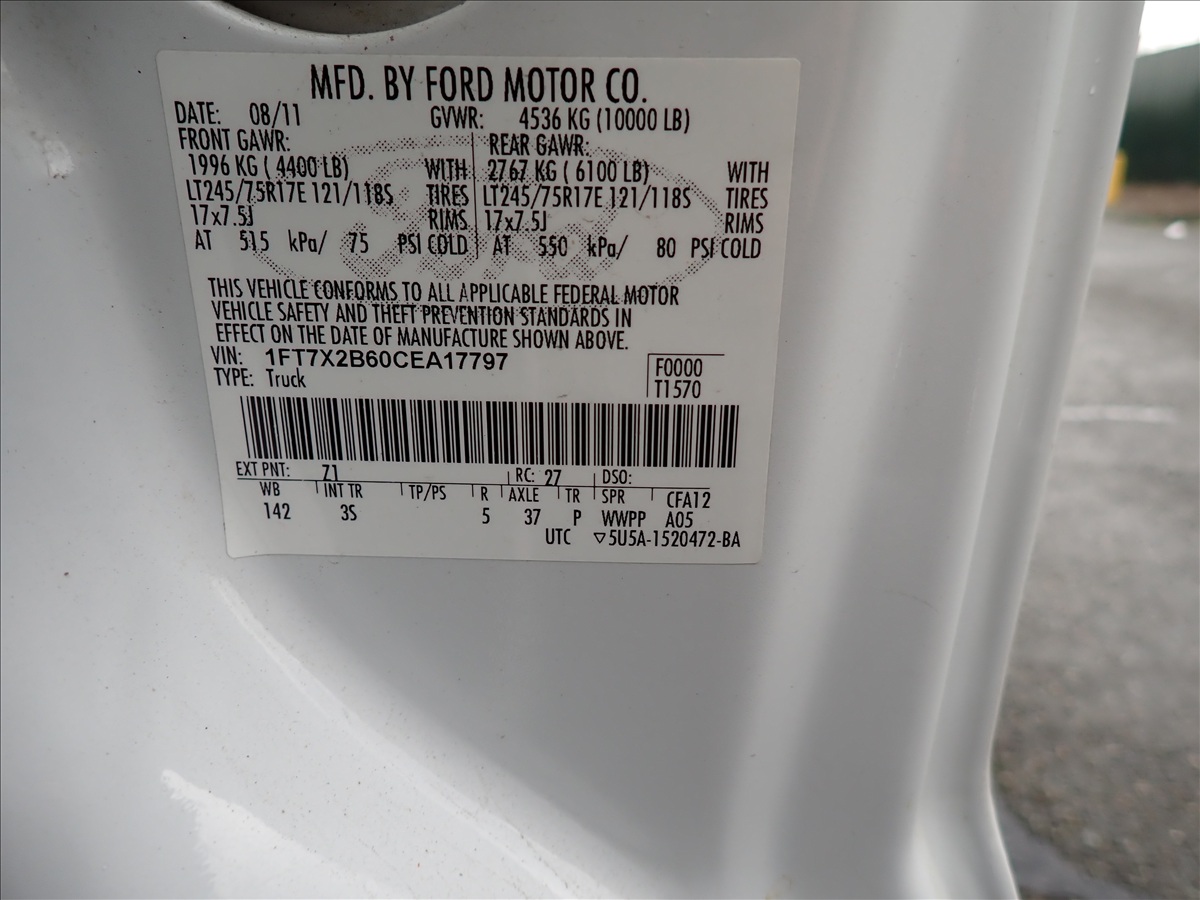 MFD. BY FORD MOTOR CO.
DATE: 08/11 GVWR: 4536 KG (10000 LB)
FRONT GAWR: REAR GAWR:
1996 KG ( 4400 LB) WITH 2767 KG ( 6100 LB) WITH
LT245/75R17E 121/118S TIRES LT245/75R17E 121/118S TIRES
17x7.5J RIMS 17x7.5J RIMS
AT 515 kPa/ 75 PSI COLD AT 550 kPa/ 80 PSI COLD
THIS VEHICLE CONFORMS TO ALL APPLICABLE FEDERAL MOTOR
VEHICLE SAFETY AND THEFT PREVENTION STANDARDS IN
EFFECT ON THE DATE OF MANUFACTURE SHOWN ABOVE.
VIN: 1FT7X2B60CEA17797 F0000
TYPE: Truck T1570
EXT PNT: Z1 RC: 27 DSO:
WB INT TR TP/PS R AXLE TR SPR CFA12
142 3S 5 37 P WWPP A05
UTC ▽5U5A-1520472-BA